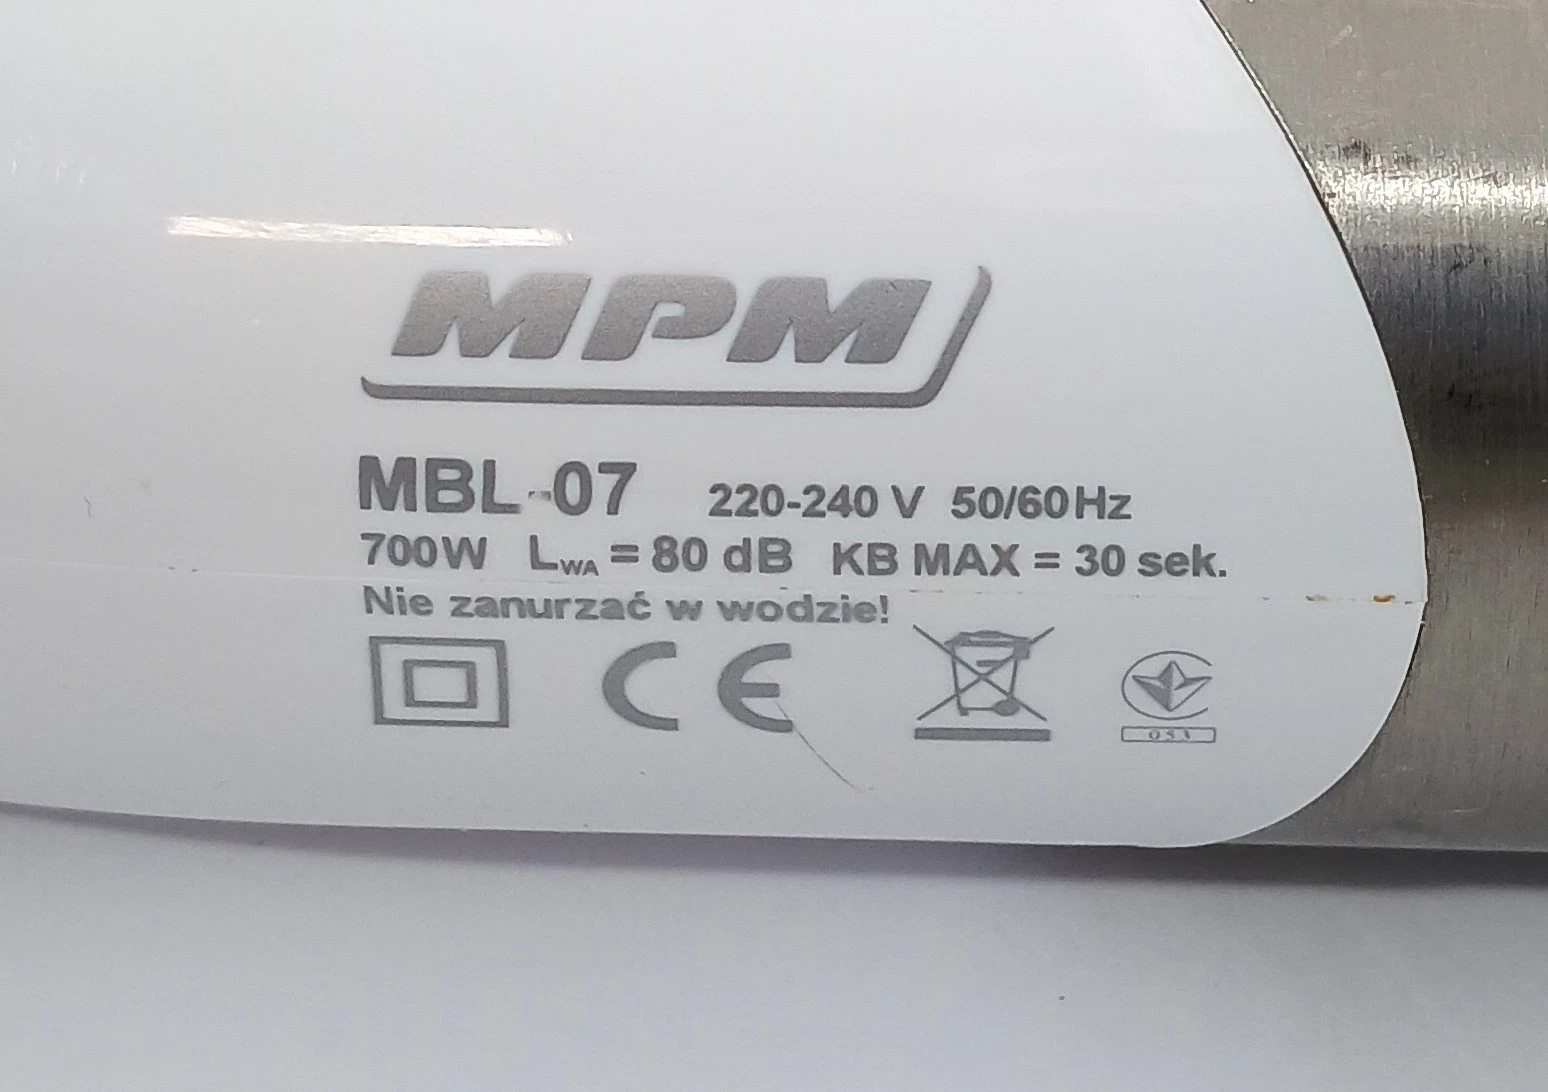 MPM
MBL-07 220-240 V 50/60Hz
700W LWA = 80 dB KB MAX = 30 sek.
Nie zanurzać w wodzie!
CE
053